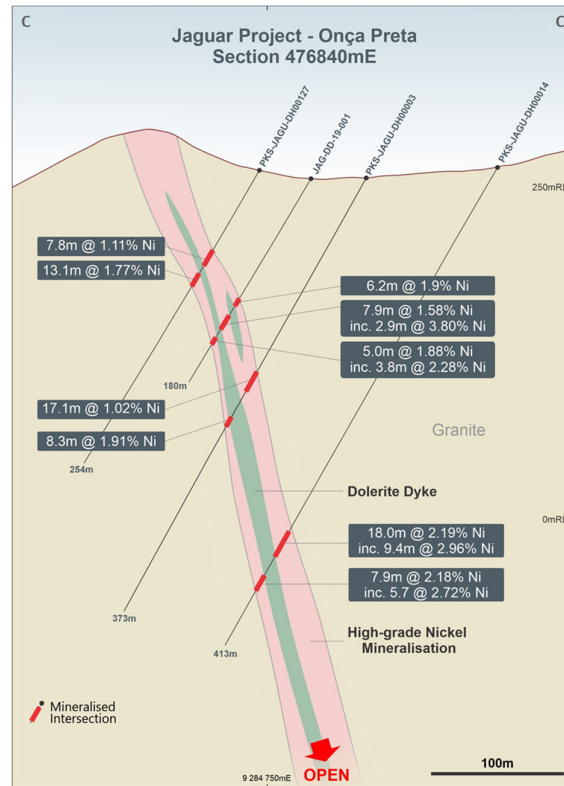 C
C
Jaguar Project - Onça Preta
Section 476840mE
PKS-JAGU-DH00127
JAG-DD-19-001
PKS-JAGU-DH00003
PKS-JAGU-DH00014
250mR
7.8m @ 1.11% Ni
13.1m @ 1.77% Ni
6.2m @ 1.9% Ni
7.9m @ 1.58% Ni
inc. 2.9m @ 3.80% Ni
5.0m @ 1.88% Ni
inc. 3.8m @ 2.28% Ni
180m
17.1m @ 1.02% Ni
8.3m @ 1.91% Ni
Granite
254m
Dolerite Dyke
0mR
18.0m @ 2.19% Ni
inc. 9.4m @ 2.96% Ni
7.9m @ 2.18% Ni
inc. 5.7 @ 2.72% Ni
373m
High-grade Nickel
Mineralisation
413m
Mineralised
Intersection
100m
9 284 750mE
OPEN